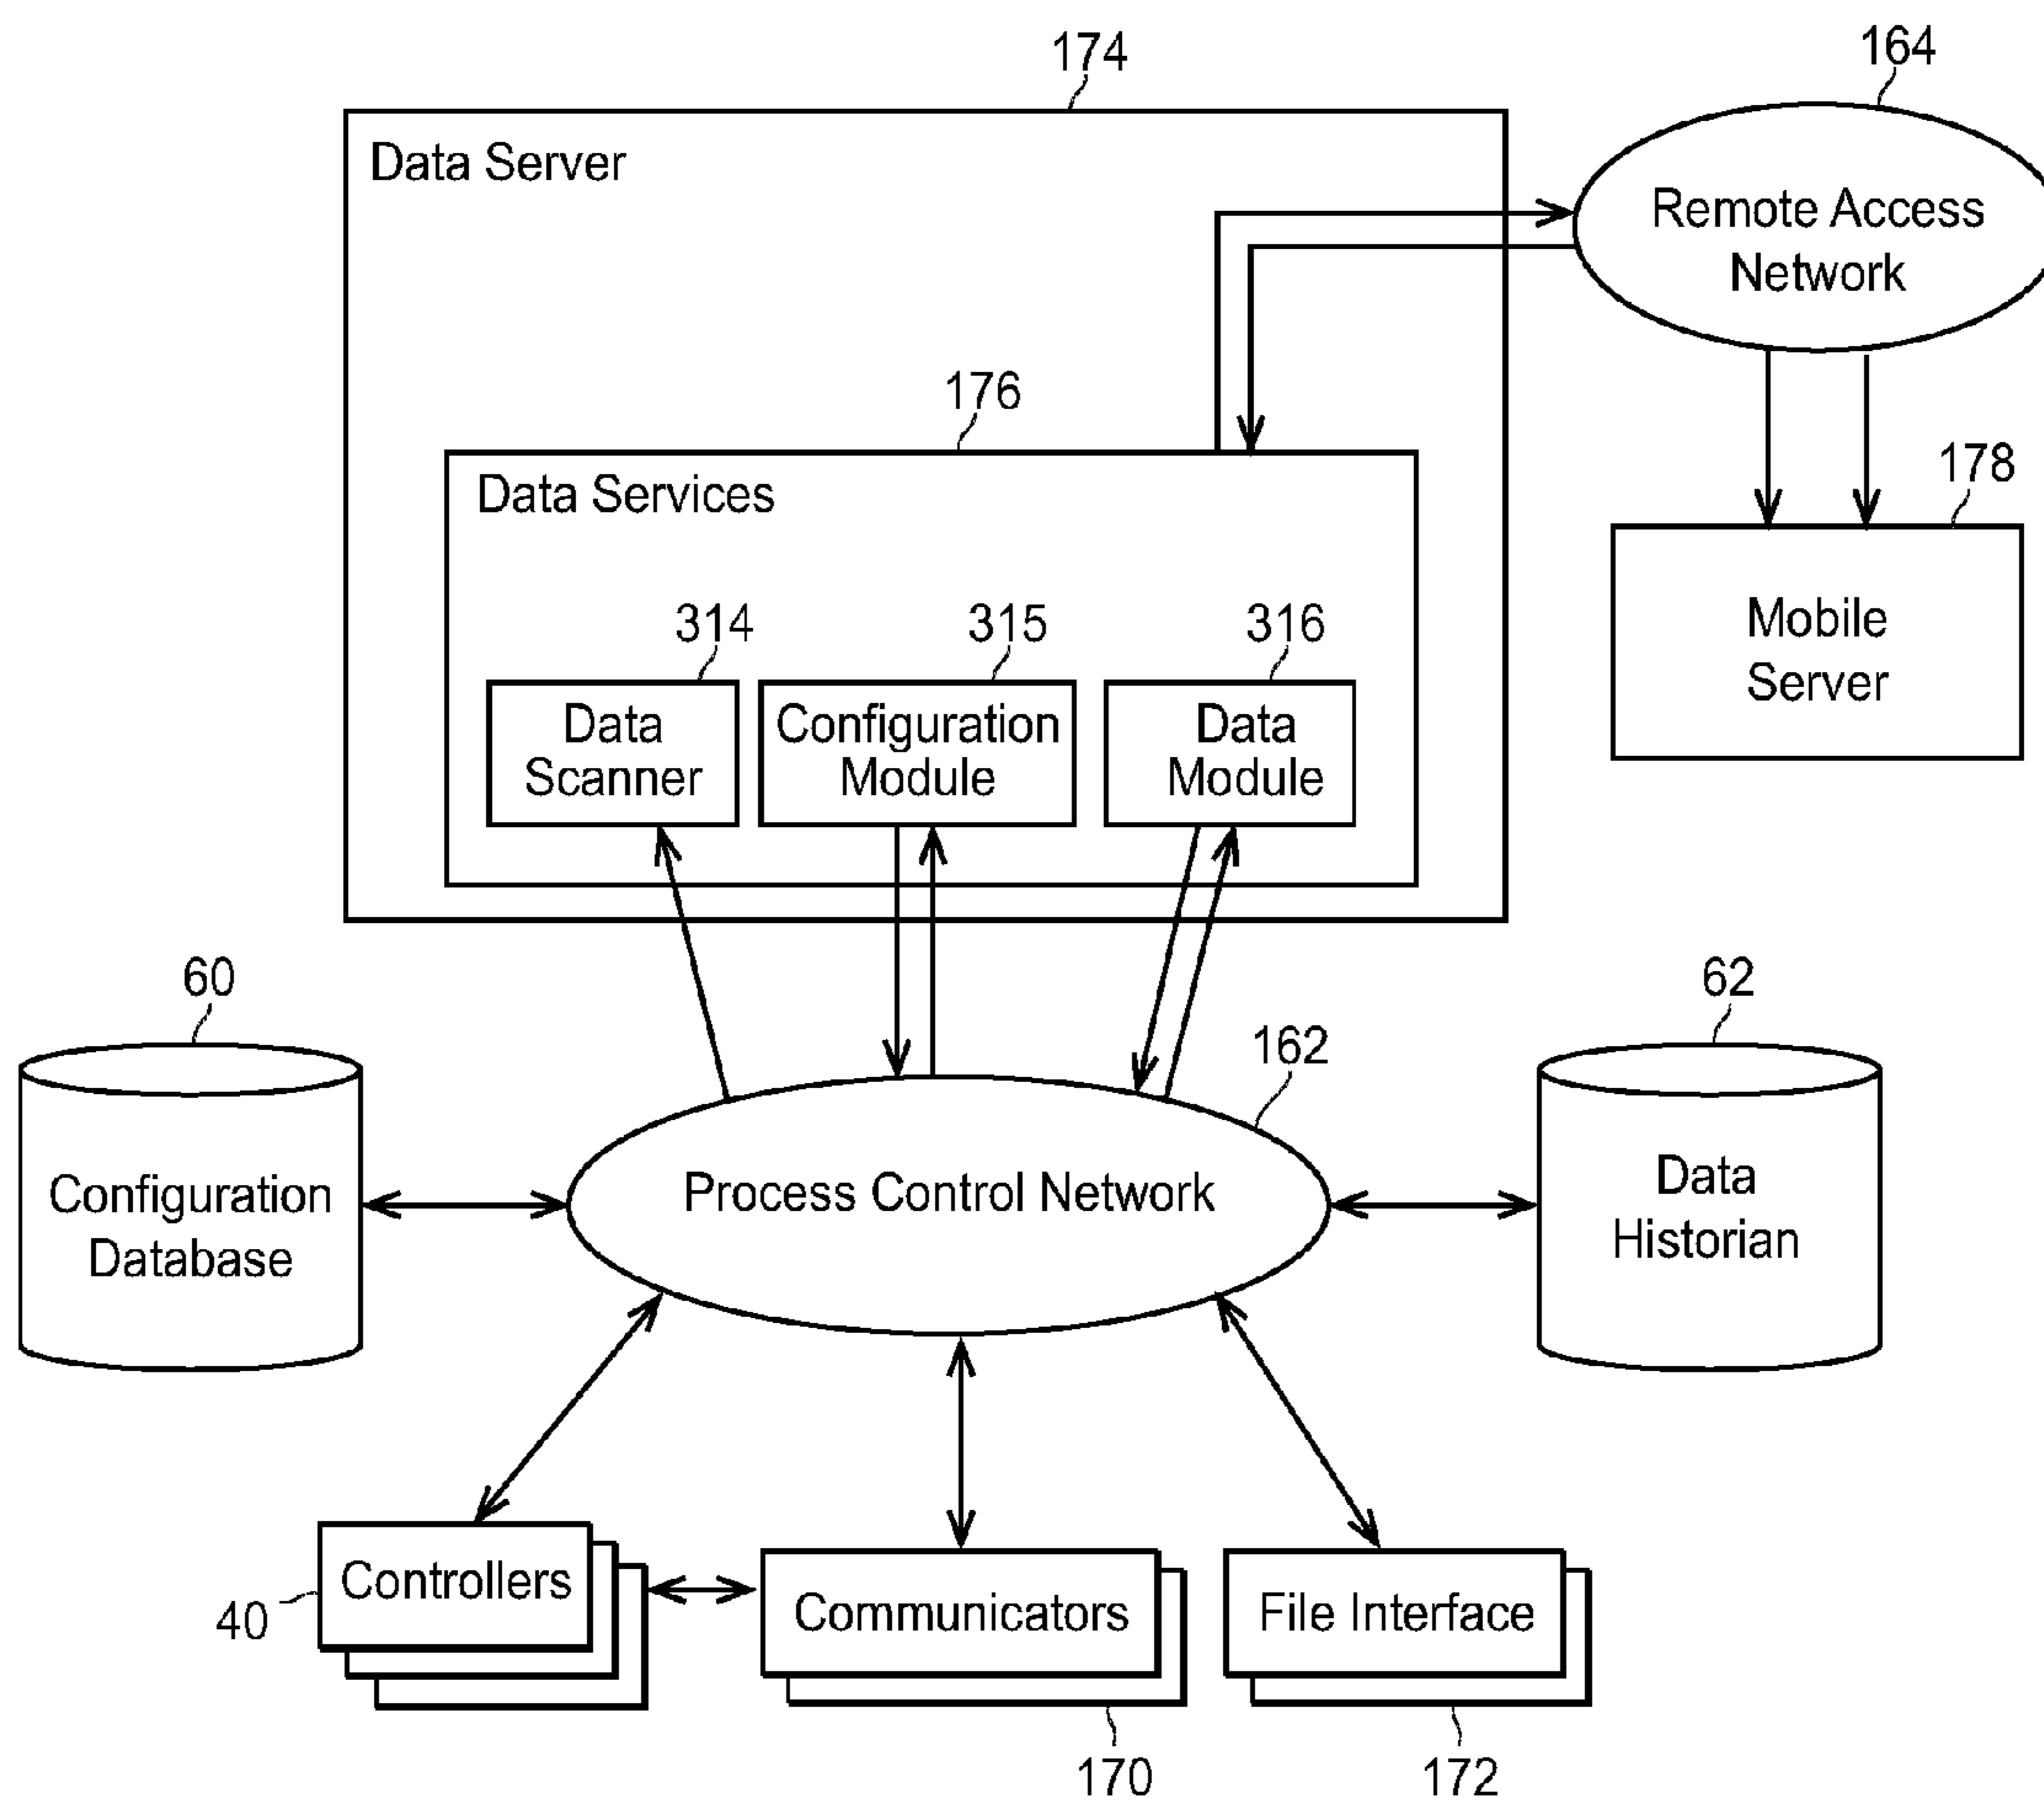 174
164
Data Server
Remote Access
Network
176
178
Data Services
314
315
316
Mobile
Server
Data
Scanner
Configuration
Module
Data
Module
60
62
162
Configuration
Database
Process Control Network
Data
Historian
Controllers
40
Communicators
File Interface
170
172